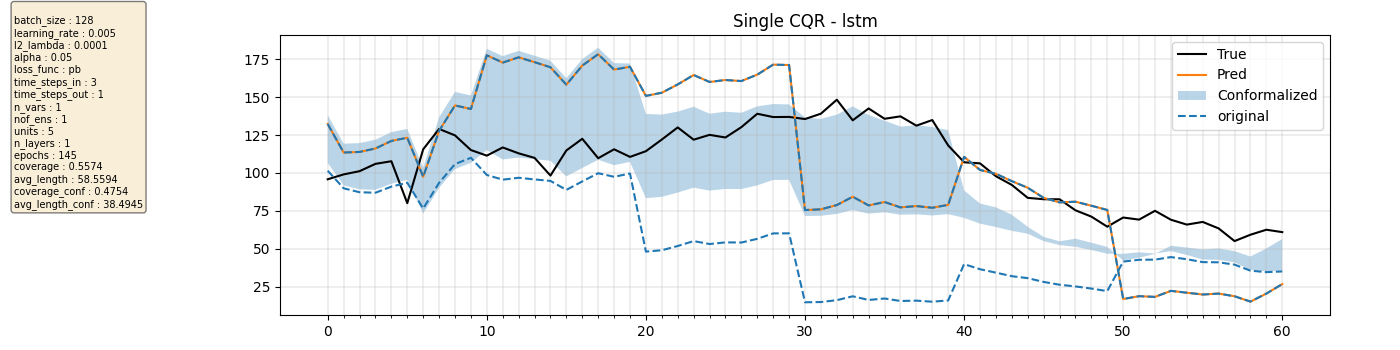 Single CQR - lstm
batch_size : 128
learning_rate : 0.005
l2_lambda : 0.0001
alpha : 0.05
loss_func : pb
time_steps_in : 3
time_steps_out : 1
n_vars : 1
nof_ens : 1
units : 5
n_layers : 1
epochs : 145
coverage : 0.5574
avg_length : 58.5594
coverage_conf : 0.4754
avg_length_conf : 38.4945
175
150
125
100
75
50
25
0
10
20
30
40
50
60
True
Pred
Conformalized
original